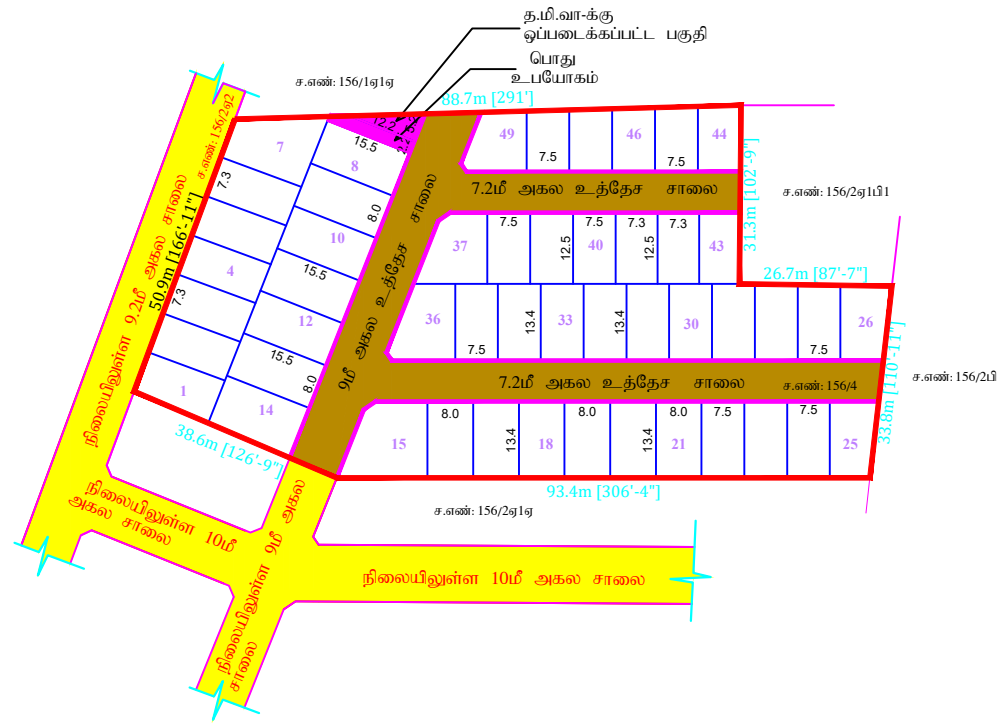 த.மி.வா-க்கு
ஒப்படைக்கப்பட்ட பகுதி
பொது
உபயோகம்
ச.எண்: 156/1ஏ1ஏ
88.7m [291']
ச.எண்: 156/2ஏ2
12.2
7
15.5
8
49
46
44
7.5
7.5
7.3
8.0
7.2மீ அகல உத்தேச சாலை
ச.எண்: 156/2ஏ1பி1
31.3m [102'-9"]
10
7.5
7.5
7.3
7.3
37
12.5
40
12.5
43
4
15.5
26.7m [87'-7"]
7.3
50.9m [166'-11"]
நிலையிலுள்ள 9.2மீ அகல சாலை
9மீ அகல உத்தேச சாலை
12
36
13.4
33
13.4
30
26
7.5
7.5
15.5
8.0
7.2மீ அகல உத்தேச சாலை
ச.எண்: 156/4
ச.எண்: 156/2பி
33.8m [110'-11"]
1
14
8.0
8.0
8.0
7.5
7.5
15
13.4
18
13.4
21
25
38.6m [126'-9"]
93.4m [306'-4"]
ச.எண்: 156/2ஏ1ஏ
நிலையிலுள்ள 10மீ
அகல சாலை
நிலையிலுள்ள 9மீ அகல
சாலை
நிலையிலுள்ள 10மீ அகல சாலை